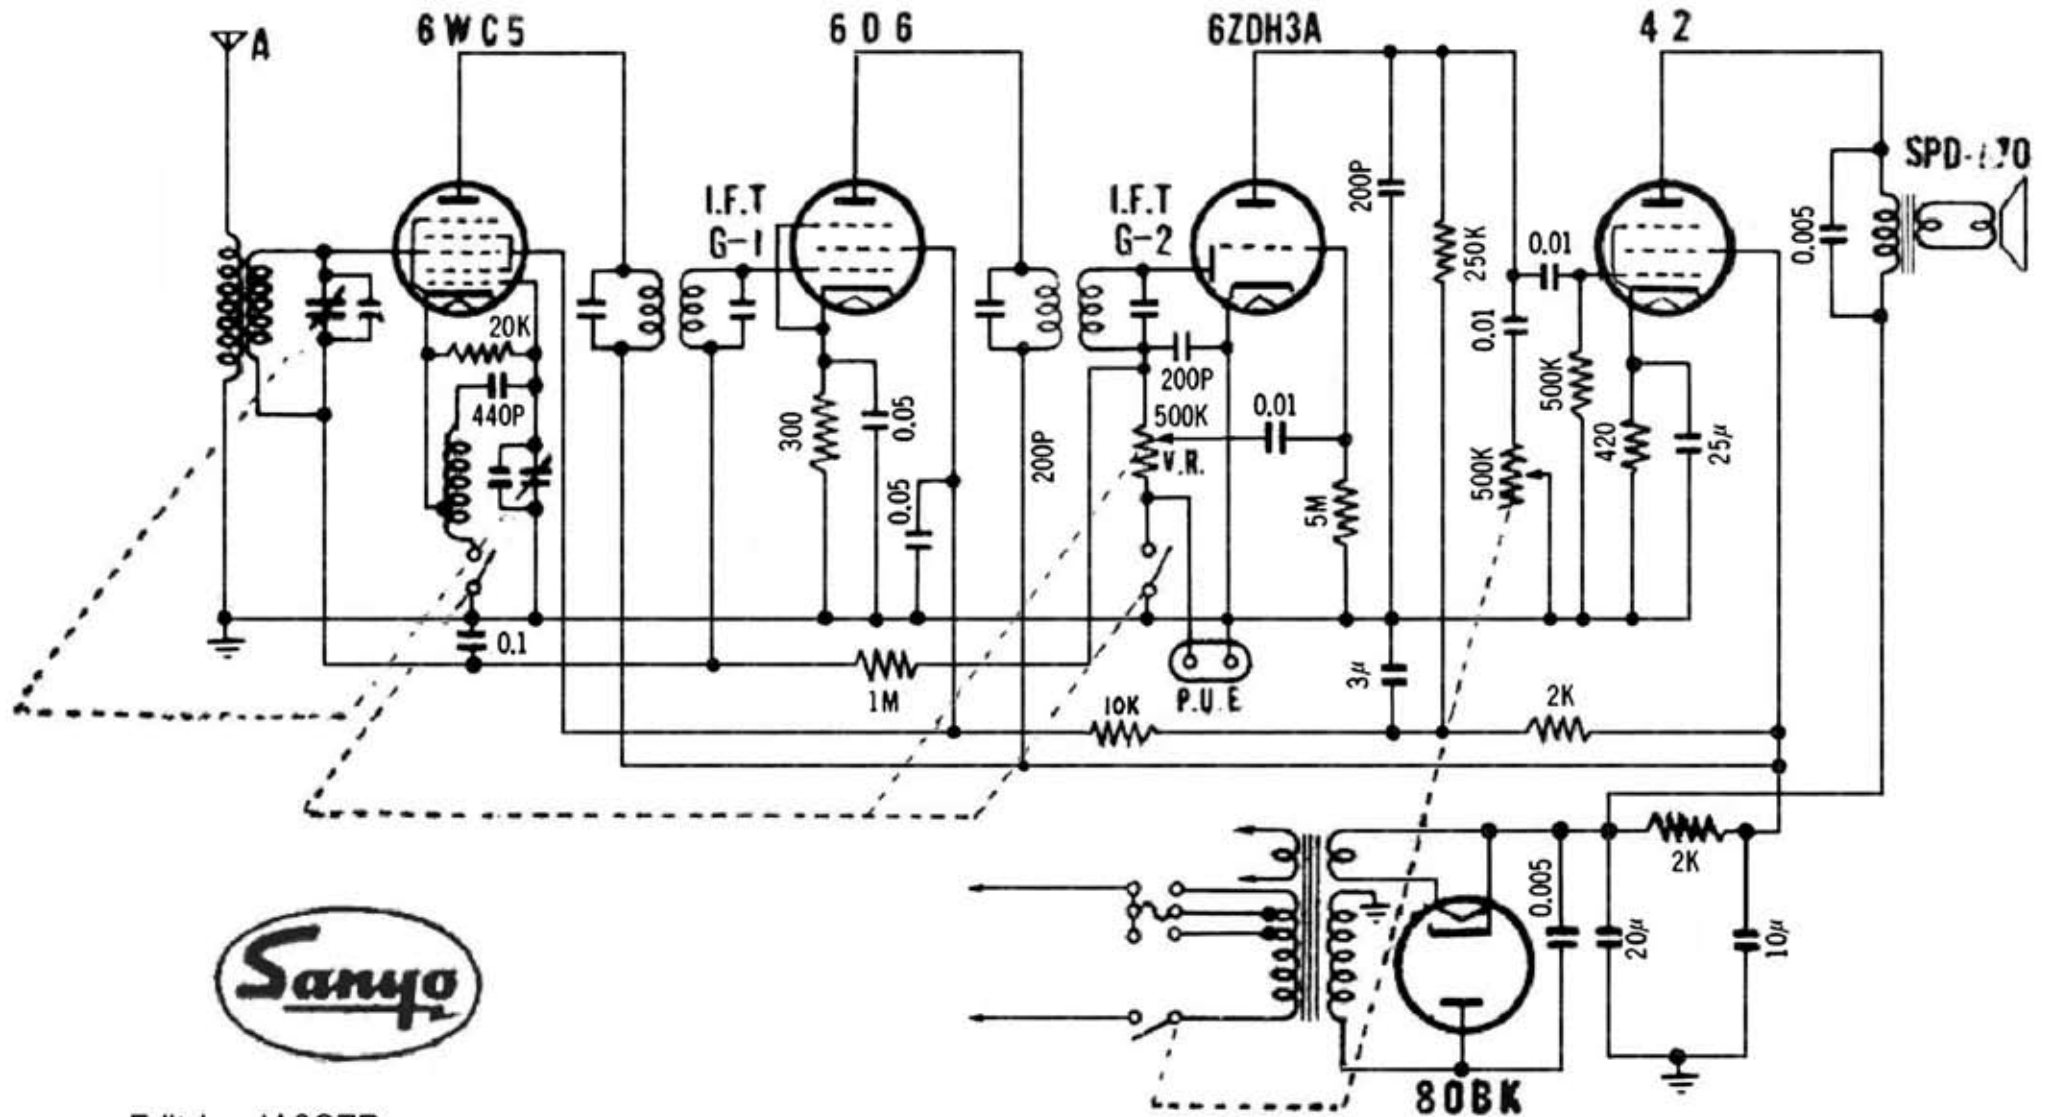 6WC5
6D6
6ZDH3A
42
A
I.F.T
G-1
I.F.T
G-2
200P
250K
0.01
0.005
20K
440P
300
0.05
0.05
200P
200P
500K
V.R.
0.01
5M
0.01
500K
500K
420
25μ
0.1
1M
10K
P.U.E
3μ
2K
2K
0.005
20μ
10μ
Sanyo
80BK